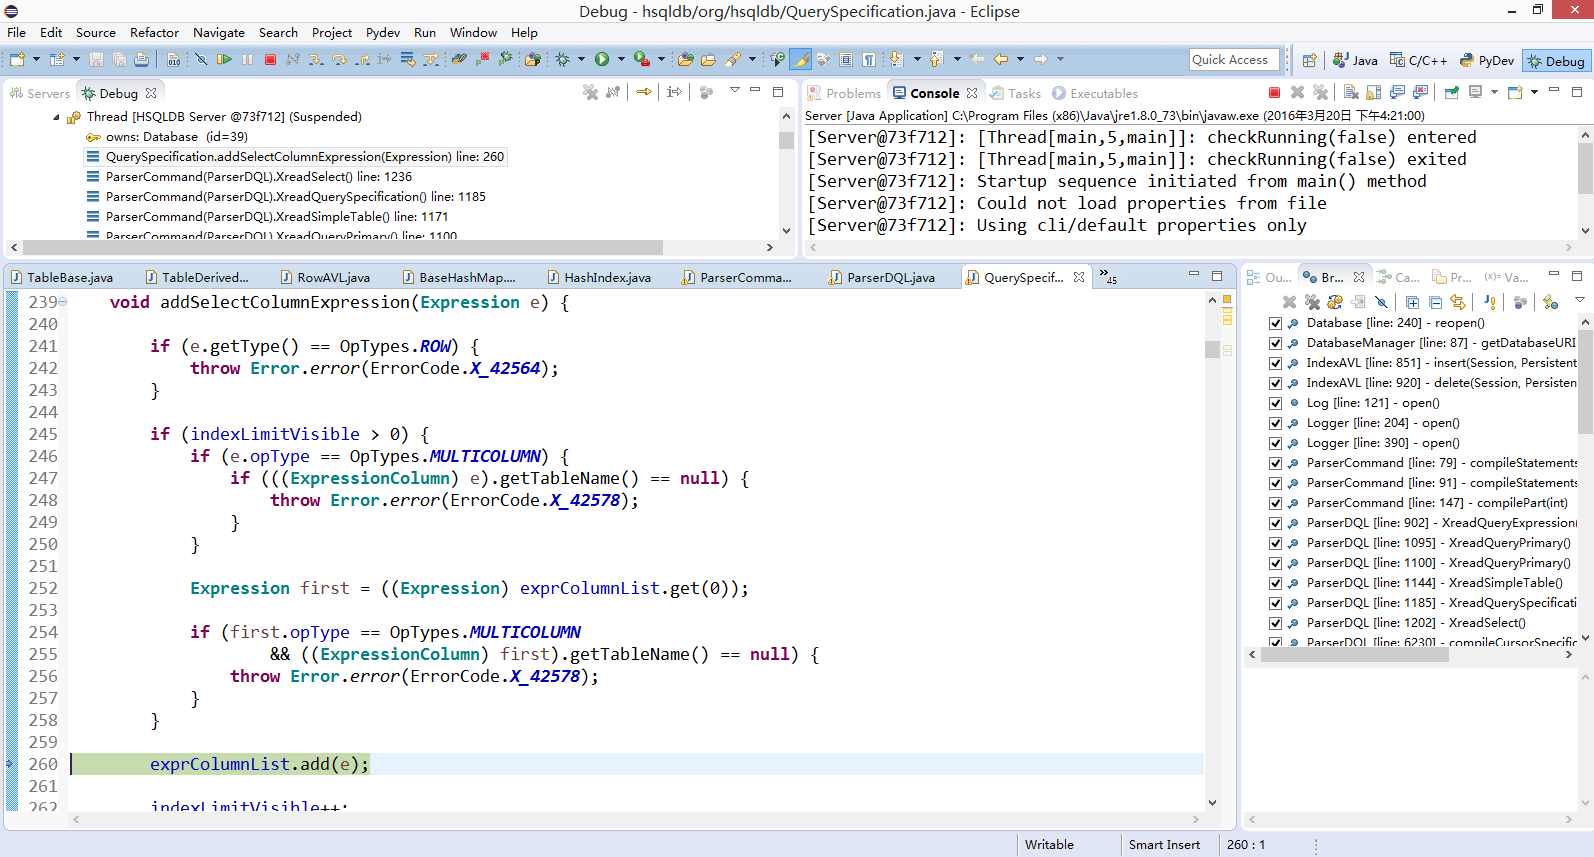 Debug - hsqldb/org/hsqldb/QuerySpecification.java - Eclipse
File Edit Source Refactor Navigate Search Project Pydev Run Window Help
Quick Access Java C/C++ PyDev Debug
Servers Debug
Thread [HSQLDB Server @73f712] (Suspended)
owns: Database (id=39)
QuerySpecification.addSelectColumnExpression(Expression) line: 260
ParserCommand(ParserDQL).XreadSelect() line: 1236
ParserCommand(ParserDQL).XreadQuerySpecification() line: 1185
ParserCommand(ParserDQL).XreadSimpleTable() line: 1171
ParserCommand(ParserDQL).XreadQueryPrimary() line: 1100
Problems Console Tasks Executables
Server [Java Application] C:\Program Files (x86)\Java\jre1.8.0_73\bin\javaw.exe (2016年3月20日 下午4:21:00)
[Server@73f712]: [Thread[main,5,main]]: checkRunning(false) entered
[Server@73f712]: [Thread[main,5,main]]: checkRunning(false) exited
[Server@73f712]: Startup sequence initiated from main() method
[Server@73f712]: Could not load properties from file
[Server@73f712]: Using cli/default properties only
TableBase.java TableDerived... RowAVL.java BaseHashMap.... HashIndex.java ParserComma... ParserDQL.java QuerySpecif... »45
239 void addSelectColumnExpression(Expression e) {
240
241 if (e.getType() == OpTypes.ROW) {
242 throw Error.error(ErrorCode.X_42564);
243 }
244
245 if (indexLimitVisible > 0) {
246 if (e.opType == OpTypes.MULTICOLUMN) {
247 if (((ExpressionColumn) e).getTableName() == null) {
248 throw Error.error(ErrorCode.X_42578);
249 }
250 }
251
252 Expression first = ((Expression) exprColumnList.get(0));
253
254 if (first.opType == OpTypes.MULTICOLUMN
255 && ((ExpressionColumn) first).getTableName() == null) {
256 throw Error.error(ErrorCode.X_42578);
257 }
258 }
259
260 exprColumnList.add(e);
261
262 indexLimitVisible++;
Ou... Br... Ca... Pr... (x)= Va...
Database [line: 240] - reopen()
DatabaseManager [line: 87] - getDatabaseURI
IndexAVL [line: 851] - insert(Session, Persistent
IndexAVL [line: 920] - delete(Session, Persistent
Log [line: 121] - open()
Logger [line: 204] - open()
Logger [line: 390] - open()
ParserCommand [line: 79] - compileStatements
ParserCommand [line: 91] - compileStatements
ParserCommand [line: 147] - compilePart(int)
ParserDQL [line: 902] - XreadQueryExpression(
ParserDQL [line: 1095] - XreadQueryPrimary()
ParserDQL [line: 1100] - XreadQueryPrimary()
ParserDQL [line: 1144] - XreadSimpleTable()
ParserDQL [line: 1185] - XreadQuerySpecificati
ParserDQL [line: 1202] - XreadSelect()
ParserDQL [line: 6230] - compileCursorSpecific
Writable Smart Insert 260 : 1